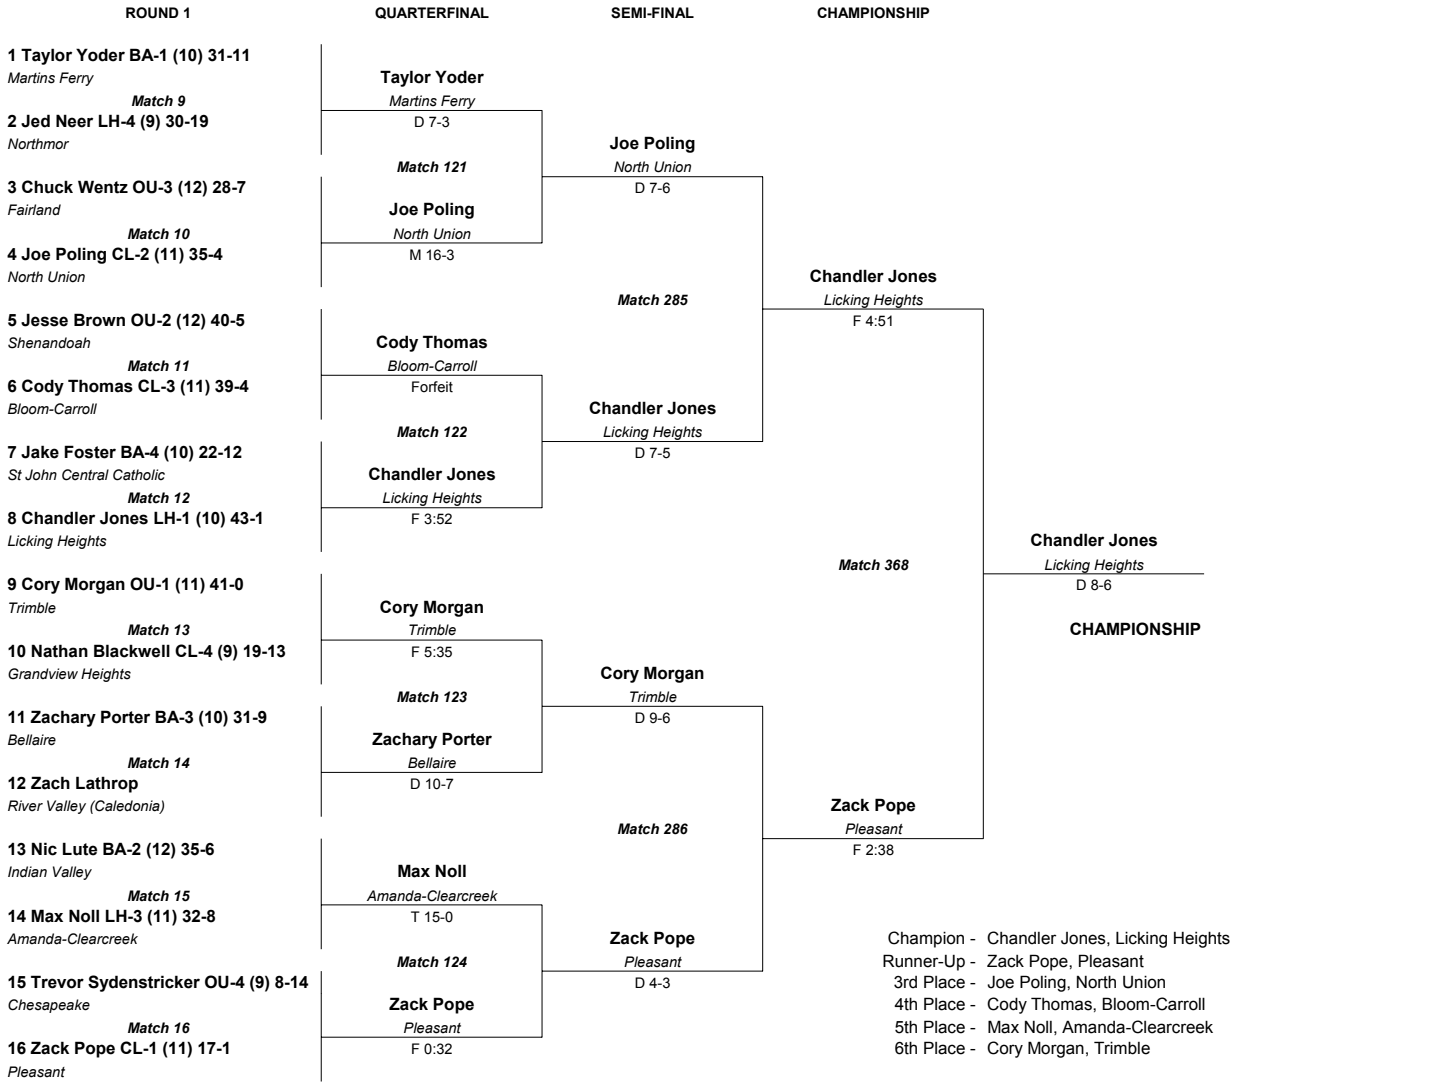 ROUND 1
QUARTERFINAL
SEMI-FINAL
CHAMPIONSHIP
1 Taylor Yoder BA-1 (10) 31-11
Martins Ferry
Match 9
2 Jed Neer LH-4 (9) 30-19
Northmor
3 Chuck Wentz OU-3 (12) 28-7
Fairland
Match 10
4 Joe Poling CL-2 (11) 35-4
North Union
5 Jesse Brown OU-2 (12) 40-5
Shenandoah
Match 11
6 Cody Thomas CL-3 (11) 39-4
Bloom-Carroll
7 Jake Foster BA-4 (10) 22-12
St John Central Catholic
Match 12
8 Chandler Jones LH-1 (10) 43-1
Licking Heights
9 Cory Morgan OU-1 (11) 41-0
Trimble
Match 13
10 Nathan Blackwell CL-4 (9) 19-13
Grandview Heights
11 Zachary Porter BA-3 (10) 31-9
Bellaire
Match 14
12 Zach Lathrop
River Valley (Caledonia)
13 Nic Lute BA-2 (12) 35-6
Indian Valley
Match 15
14 Max Noll LH-3 (11) 32-8
Amanda-Clearcreek
15 Trevor Sydenstricker OU-4 (9) 8-14
Chesapeake
Match 16
16 Zack Pope CL-1 (11) 17-1
Pleasant
Taylor Yoder
Martins Ferry
D 7-3
Match 121
Joe Poling
North Union
M 16-3
Cody Thomas
Bloom-Carroll
Forfeit
Match 122
Chandler Jones
Licking Heights
F 3:52
Cory Morgan
Trimble
F 5:35
Match 123
Zachary Porter
Bellaire
D 10-7
Max Noll
Amanda-Clearcreek
T 15-0
Match 124
Zack Pope
Pleasant
F 0:32
Joe Poling
North Union
D 7-6
Match 285
Chandler Jones
Licking Heights
D 7-5
Cory Morgan
Trimble
D 9-6
Match 286
Zack Pope
Pleasant
D 4-3
Chandler Jones
Licking Heights
F 4:51
Match 368
Zack Pope
Pleasant
F 2:38
Chandler Jones
Licking Heights
D 8-6
CHAMPIONSHIP
Champion - Chandler Jones, Licking Heights
Runner-Up - Zack Pope, Pleasant
3rd Place - Joe Poling, North Union
4th Place - Cody Thomas, Bloom-Carroll
5th Place - Max Noll, Amanda-Clearcreek
6th Place - Cory Morgan, Trimble